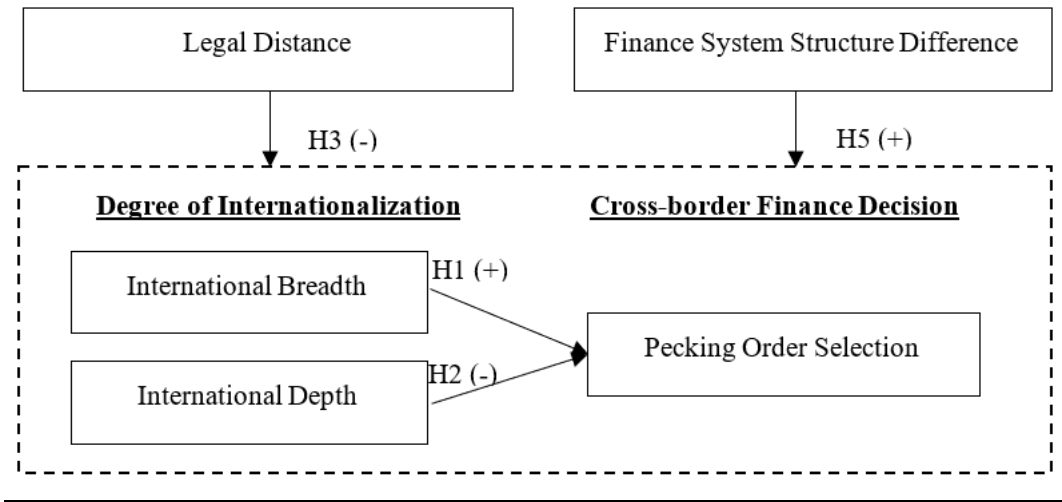 Legal Distance
Finance System Structure Difference
H3 (-)
H5 (+)
Degree of Internationalization
Cross-border Finance Decision
International Breadth
H1 (+)
Pecking Order Selection
H2 (-)
International Depth